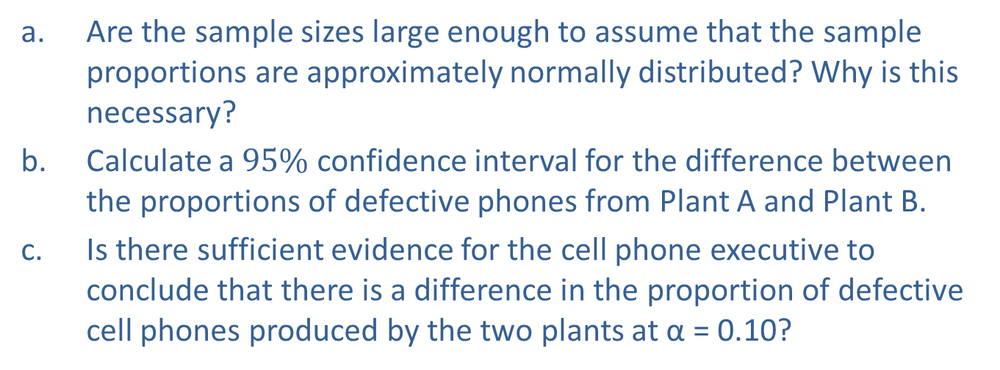 a. Are the sample sizes large enough to assume that the sample
proportions are approximately normally distributed? Why is this
necessary?
b. Calculate a 95% confidence interval for the difference between
the proportions of defective phones from Plant A and Plant B.
c. Is there sufficient evidence for the cell phone executive to
conclude that there is a difference in the proportion of defective
cell phones produced by the two plants at α = 0.10?